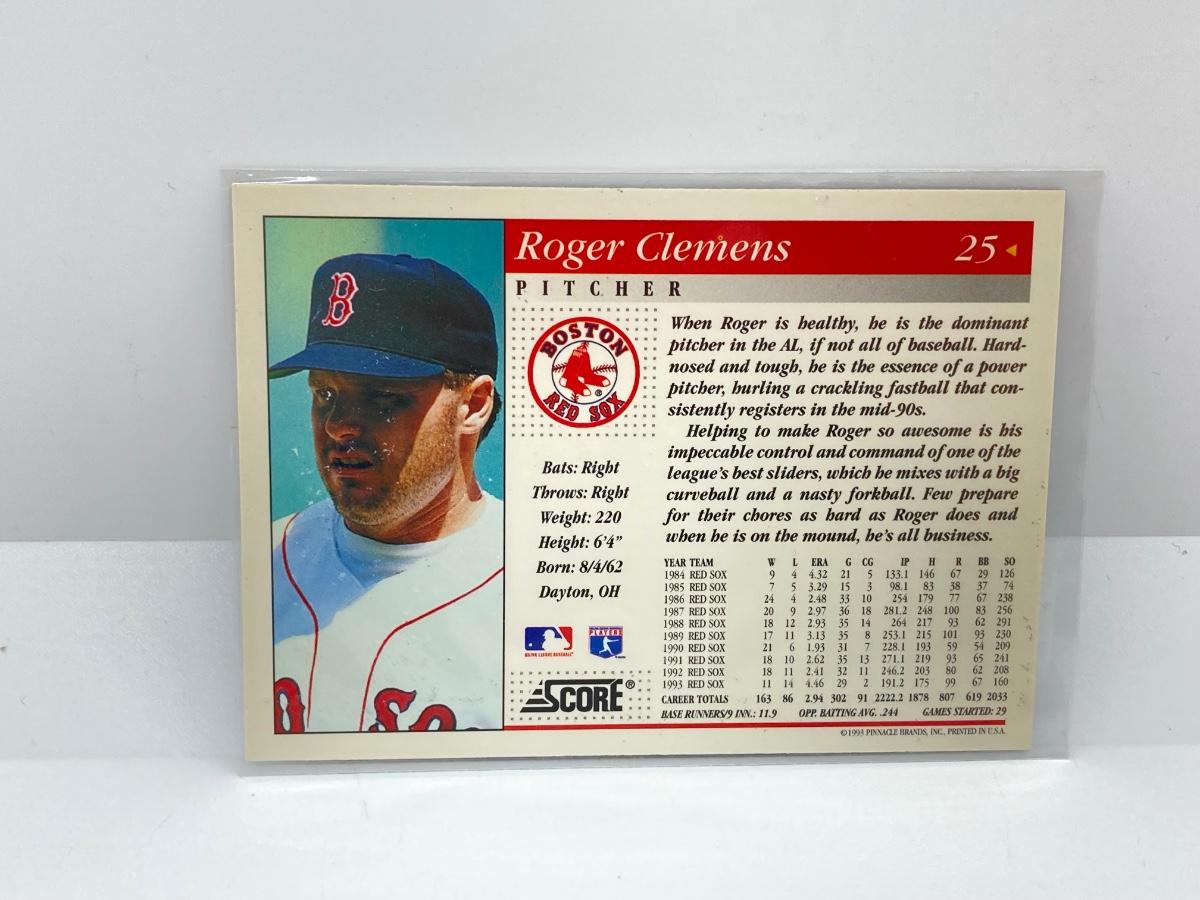 Roger Clemens 25
PITCHER
B
BOSTON
RED SOX
®
Bats: Right
Throws: Right
Weight: 220
Height: 6'4"
Born: 8/4/62
Dayton, OH
MAJOR LEAGUE BASEBALL
PLAYERS
SCORE®
When Roger is healthy, he is the dominant
pitcher in the AL, if not all of baseball. Hard-
nosed and tough, he is the essence of a power
pitcher, hurling a crackling fastball that con-
sistently registers in the mid-90s.
Helping to make Roger so awesome is his
impeccable control and command of one of the
league's best sliders, which he mixes with a big
curveball and a nasty forkball. Few prepare
for their chores as hard as Roger does and
when he is on the mound, he's all business.
YEAR TEAM W L ERA G CG IP H R BB SO
1984 RED SOX 9 4 4.32 21 5 133.1 146 67 29 126
1985 RED SOX 7 5 3.29 15 3 98.1 83 38 37 74
1986 RED SOX 24 4 2.48 33 10 254 179 77 67 238
1987 RED SOX 20 9 2.97 36 18 281.2 248 100 83 256
1988 RED SOX 18 12 2.93 35 14 264 217 93 62 291
1989 RED SOX 17 11 3.13 35 8 253.1 215 101 93 230
1990 RED SOX 21 6 1.93 31 7 228.1 193 59 54 209
1991 RED SOX 18 10 2.62 35 13 271.1 219 93 65 241
1992 RED SOX 18 11 2.41 32 11 246.2 203 80 62 208
1993 RED SOX 11 14 4.46 29 2 191.2 175 99 67 160
CAREER TOTALS 163 86 2.94 302 91 2222.2 1878 807 619 2033
BASE RUNNERS/9 INN.: 11.9 OPP. BATTING AVG. .244 GAMES STARTED: 29
©1993 PINNACLE BRANDS, INC., PRINTED IN U.S.A.